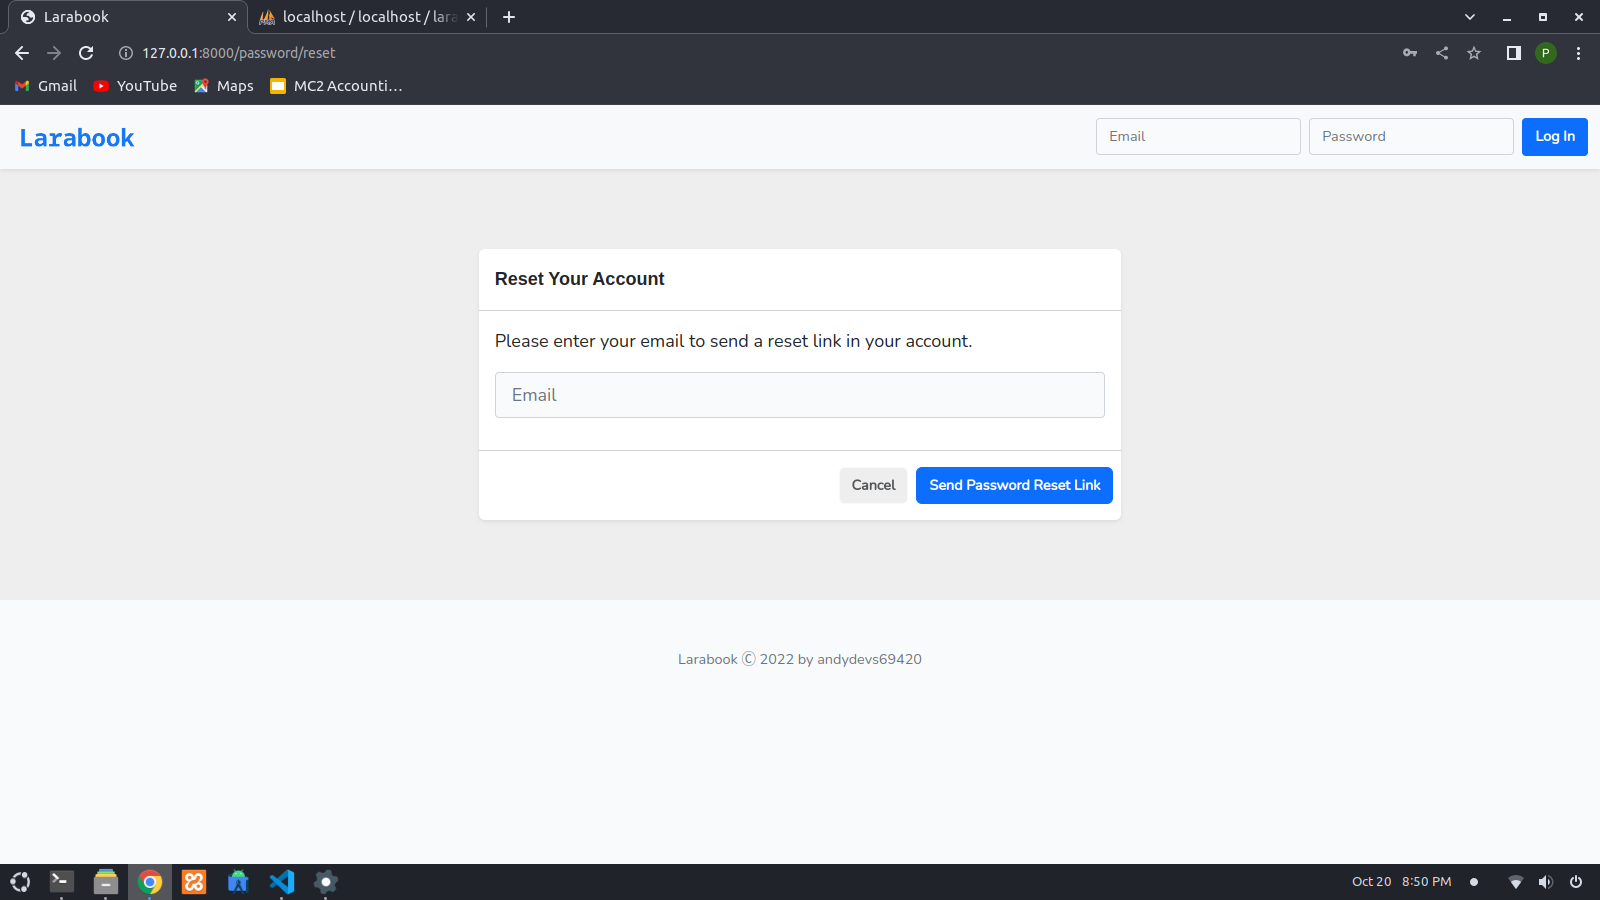 Larabook
localhost / localhost / lara
127.0.0.1:8000/password/reset
P
Gmail
YouTube
Maps
MC2 Accounti...
Larabook
Email
Password
Log In
Reset Your Account
Please enter your email to send a reset link in your account.
Email
Cancel
Send Password Reset Link
Larabook Ⓒ 2022 by andydevs69420
Oct 20 8:50 PM